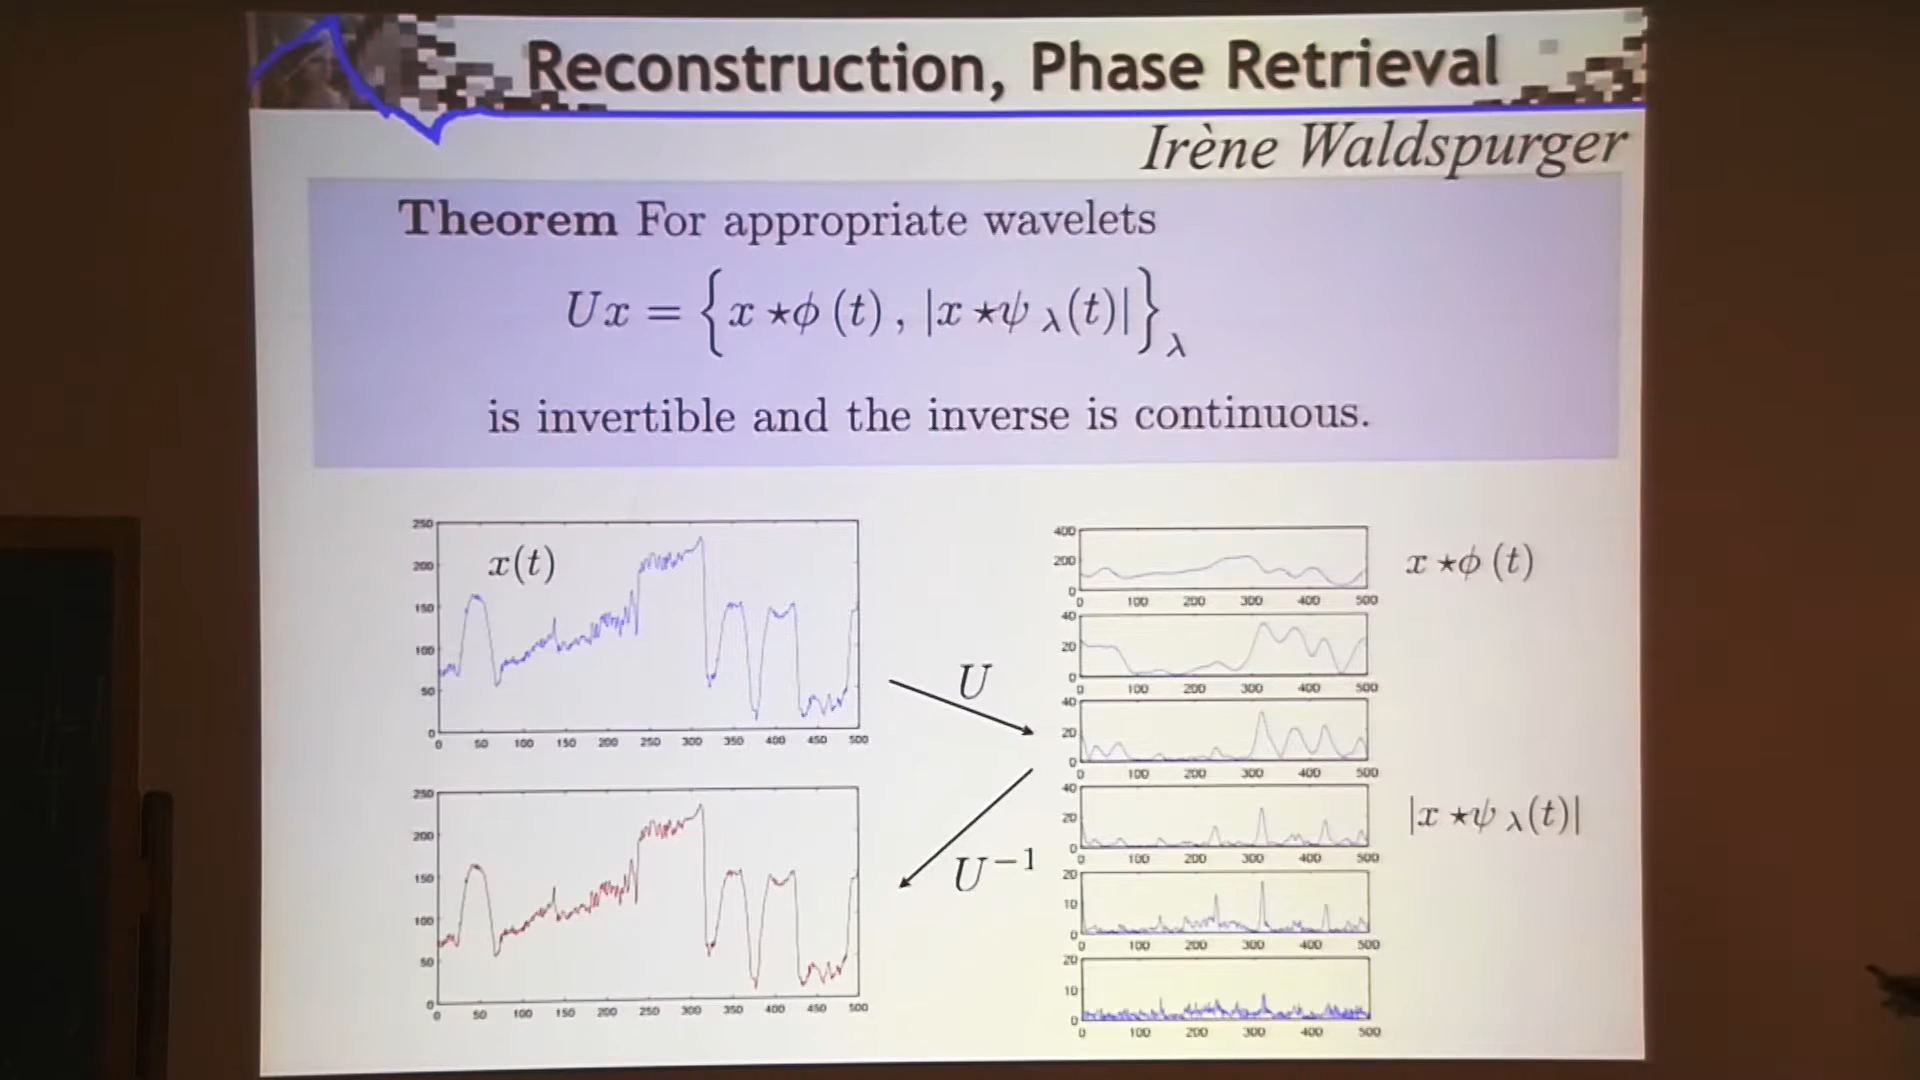 Reconstruction, Phase Retrieval
Irène Waldspurger
Theorem For appropriate wavelets
Ux = { x ⋆ ϕ (t) , |x ⋆ ψ λ(t)| }λ
is invertible and the inverse is continuous.
x(t)
250
200
150
100
50
0
0 50 100 150 200 250 300 350 400 450 500
250
200
150
100
50
0
0 50 100 150 200 250 300 350 400 450 500
U
U−1
400
200
0
0 100 200 300 400 500
x ⋆ ϕ (t)
40
20
0
0 100 200 300 400 500
40
20
0
0 100 200 300 400 500
40
20
0
0 100 200 300 400 500
|x ⋆ ψ λ(t)|
20
10
0
0 100 200 300 400 500
20
10
0
0 100 200 300 400 500